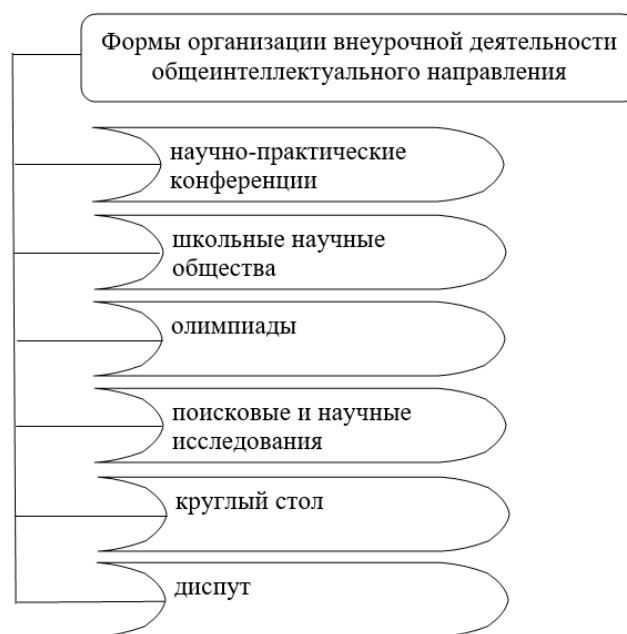 Формы организации внеурочной деятельности
общеинтеллектуального направления
научно-практические
конференции
школьные научные
общества
олимпиады
поисковые и научные
исследования
круглый стол
диспут